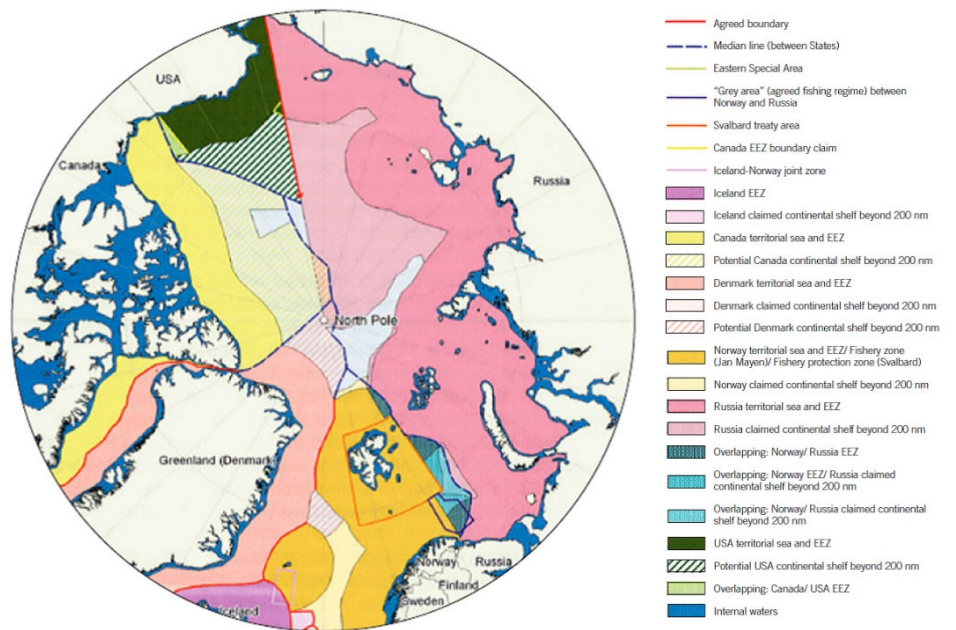 USA
Canada
Russia
North Pole
Greenland (Denmark)
Norway
Russia
Finland
Sweden
Iceland
Agreed boundary
Median line (between States)
Eastern Special Area
"Grey area" (agreed fishing regime) between
Norway and Russia
Svalbard treaty area
Canada EEZ boundary claim
Iceland-Norway joint zone
Iceland EEZ
Iceland claimed continental shelf beyond 200 nm
Canada territorial sea and EEZ
Potential Canada continental shelf beyond 200 nm
Denmark territorial sea and EEZ
Denmark claimed continental shelf beyond 200 nm
Potential Denmark continental shelf beyond 200 nm
Norway territorial sea and EEZ/ Fishery zone
(Jan Mayen)/ Fishery protection zone (Svalbard)
Norway claimed continental shelf beyond 200 nm
Russia territorial sea and EEZ
Russia claimed continental shelf beyond 200 nm
Overlapping: Norway/ Russia EEZ
Overlapping: Norway EEZ/ Russia claimed
continental shelf beyond 200 nm
Overlapping: Norway/ Russia claimed continental
shelf beyond 200 nm
USA territorial sea and EEZ
Potential USA continental shelf beyond 200 nm
Overlapping: Canada/ USA EEZ
Internal waters